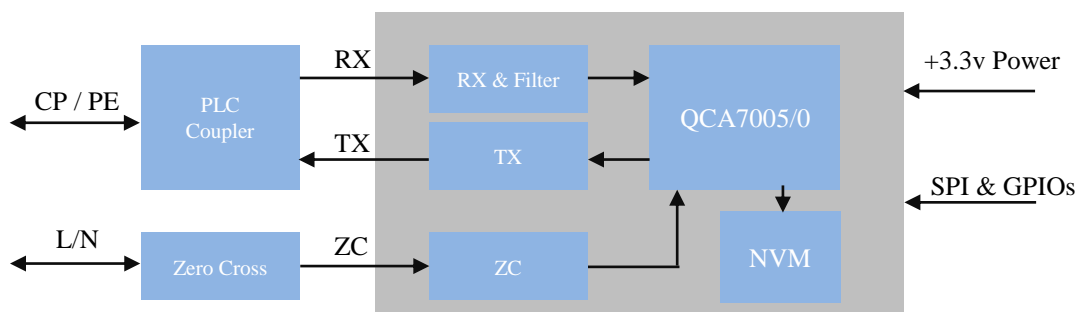 RX
+3.3v Power
CP / PE
PLC
Coupler
RX & Filter
QCA7005/0
TX
TX
SPI & GPIOs
L/N
ZC
Zero Cross
ZC
NVM